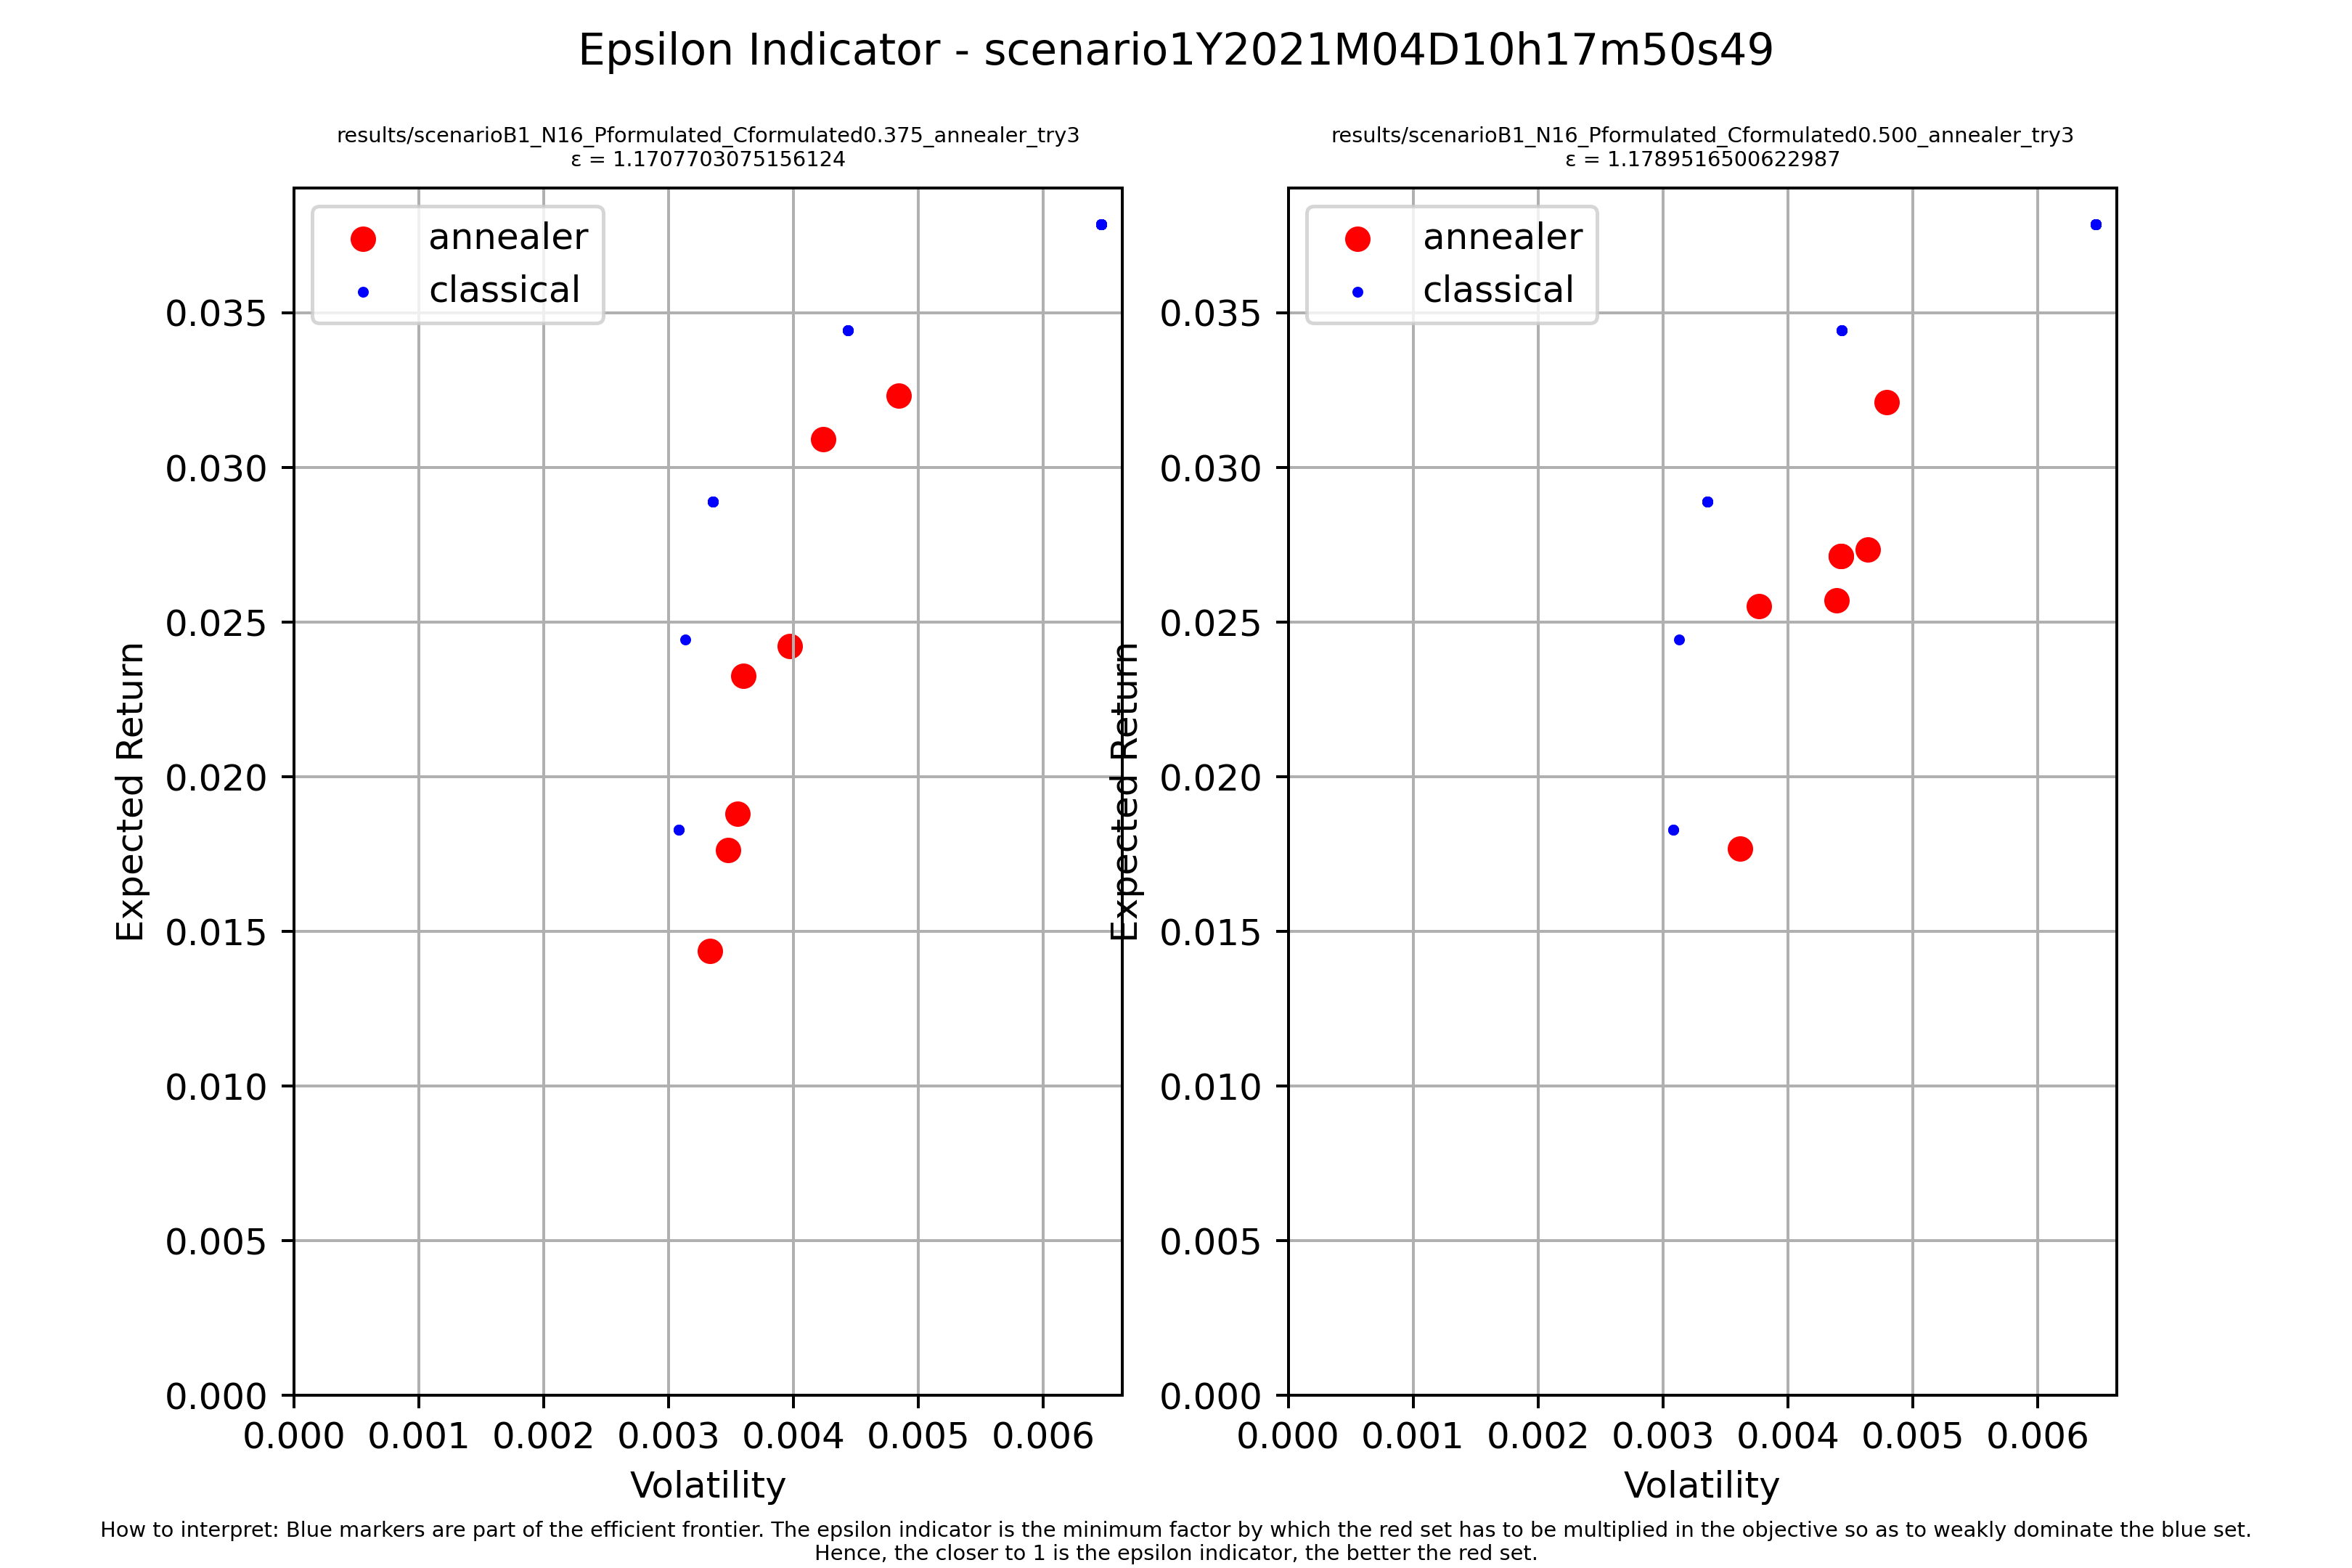 Epsilon Indicator - scenario1Y2021M04D10h17m50s49
results/scenarioB1_N16_Pformulated_Cformulated0.375_annealer_try3
ε = 1.1707703075156124
annealer
classical
0.035
0.030
0.025
0.020
0.015
0.010
0.005
0.000
Expected Return
0.000 0.001 0.002 0.003 0.004 0.005 0.006
Volatility
results/scenarioB1_N16_Pformulated_Cformulated0.500_annealer_try3
ε = 1.1789516500622987
annealer
classical
0.035
0.030
0.025
0.020
0.015
0.010
0.005
0.000
Expected Return
0.000 0.001 0.002 0.003 0.004 0.005 0.006
Volatility
How to interpret: Blue markers are part of the efficient frontier. The epsilon indicator is the minimum factor by which the red set has to be multiplied in the objective so as to weakly dominate the blue set.
Hence, the closer to 1 is the epsilon indicator, the better the red set.